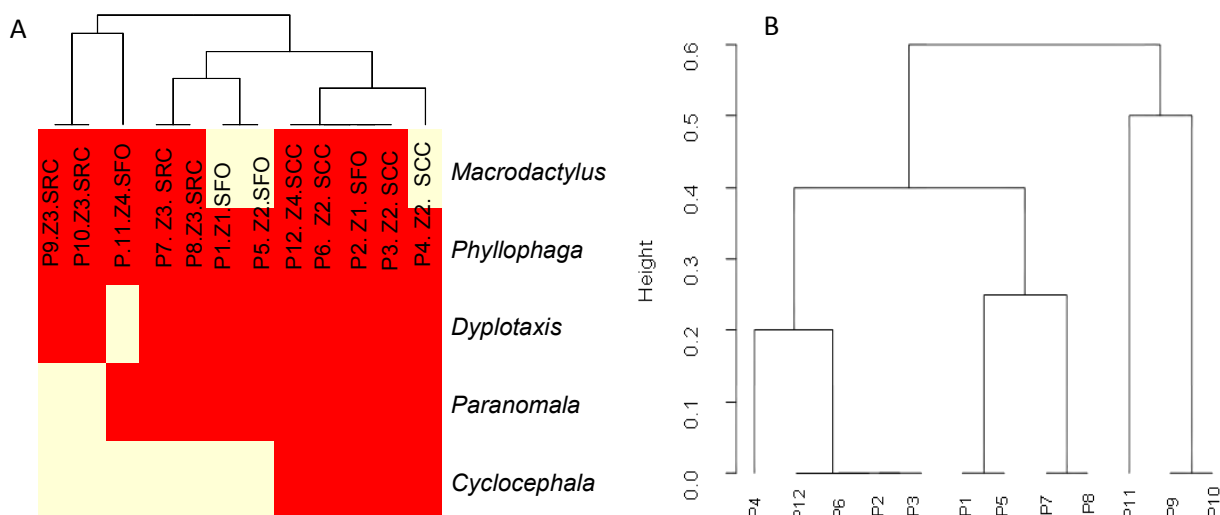 A
P9.Z3.SRC
P10.Z3.SRC
P.11.Z4.SFO
P7. Z3. SRC
P8.Z3.SRC
P1.Z1.SFO
P5. Z2.SFO
P12. Z4.SCC
P6. Z2. SCC
P2. Z1. SFO
P3. Z2. SCC
P4. Z2. SCC
Macrodactylus
Phyllophaga
Dyplotaxis
Paranomala
Cyclocephala
B
Height
0.6
0.5
0.4
0.3
0.2
0.1
0.0
P4
P12
P6
P2
P3
P1
P5
P7
P8
P11
P9
P10